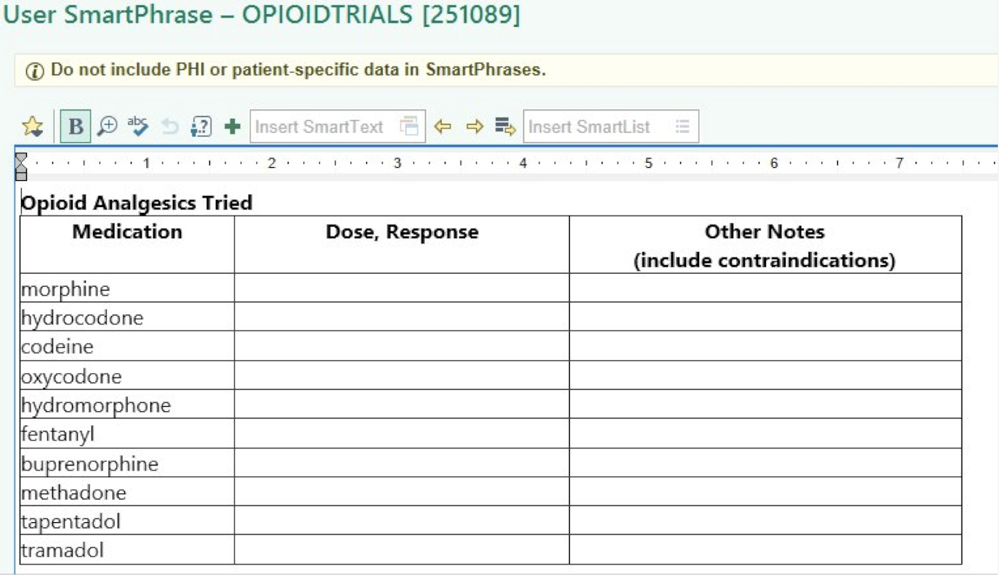 User SmartPhrase – OPIOIDTRIALS [251089]
Do not include PHI or patient-specific data in SmartPhrases.
B abc Insert SmartText Insert SmartList
1 2 3 4 5 6 7
Opioid Analgesics Tried
Medication Dose, Response Other Notes
(include contraindications)
morphine
hydrocodone
codeine
oxycodone
hydromorphone
fentanyl
buprenorphine
methadone
tapentadol
tramadol